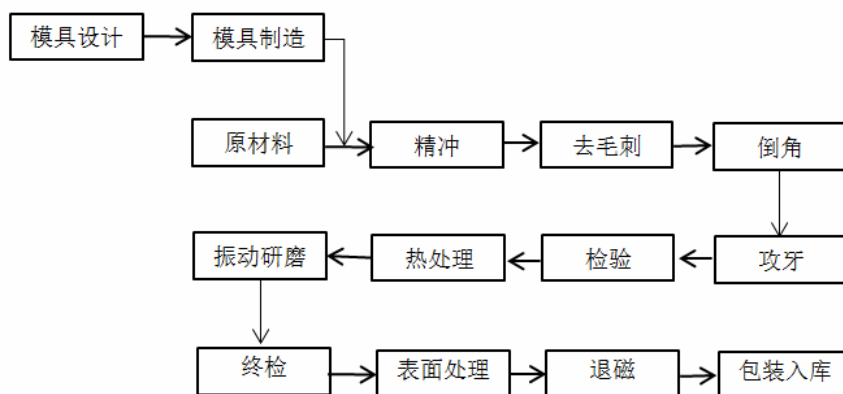 模具设计
模具制造
原材料
精冲
去毛刺
倒角
振动研磨
热处理
检验
攻牙
终检
表面处理
退磁
包装入库